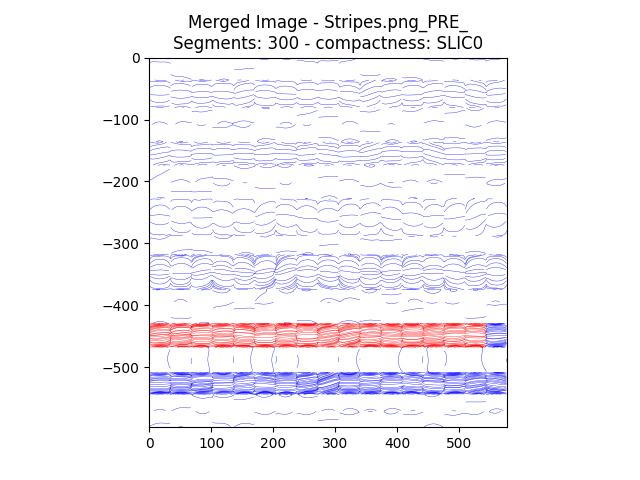 Merged Image - Stripes.png_PRE_
Segments: 300 - compactness: SLIC0
0
−100
−200
−300
−400
−500
0 100 200 300 400 500